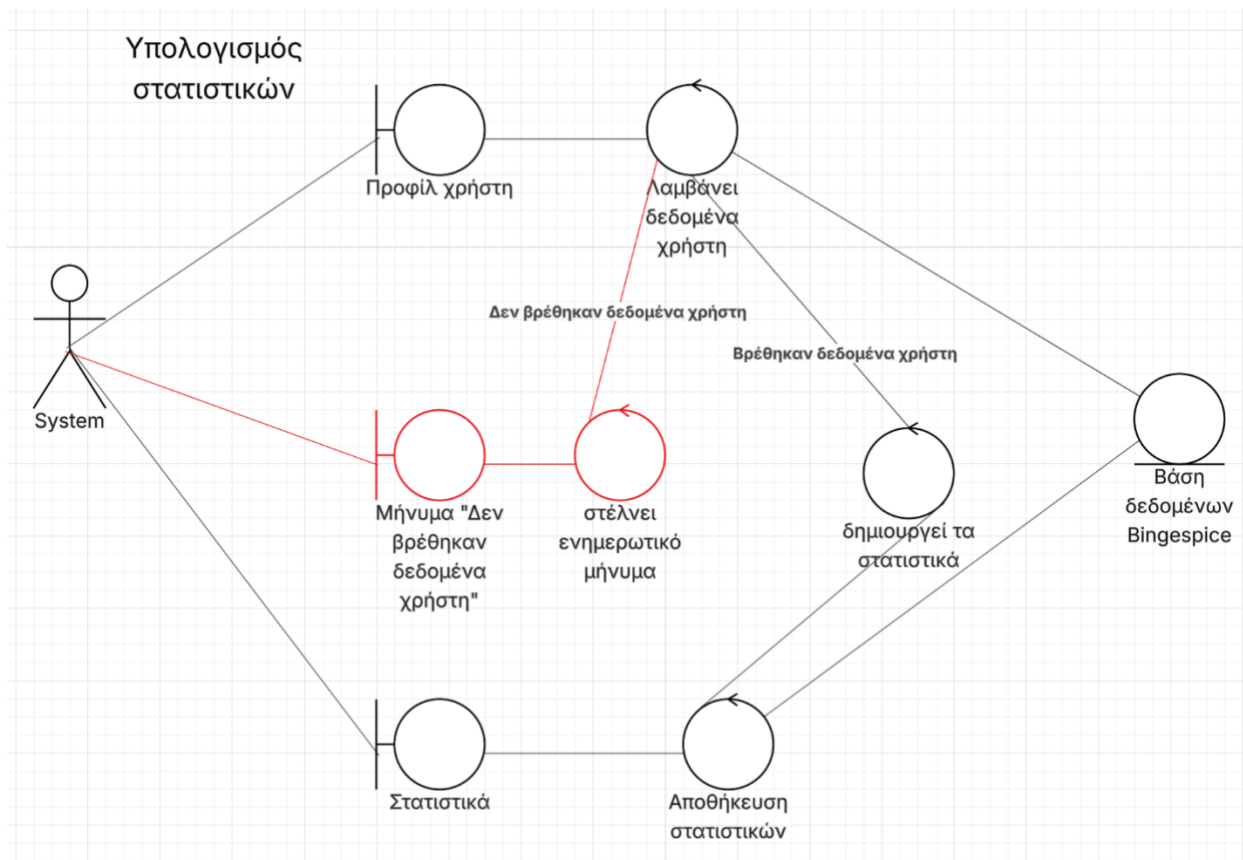 Υπολογισμός
στατιστικών
Προφίλ χρήστη
Λαμβάνει
δεδομένα
χρήστη
Δεν βρέθηκαν δεδομένα χρήστη
Βρέθηκαν δεδομένα χρήστη
System
Μήνυμα "Δεν
βρέθηκαν
δεδομένα
χρήστη"
στέλνει
ενημερωτικό
μήνυμα
δημιουργεί τα
στατιστικά
Βάση
δεδομένων
Bingespice
Στατιστικά
Αποθήκευση
στατιστικών